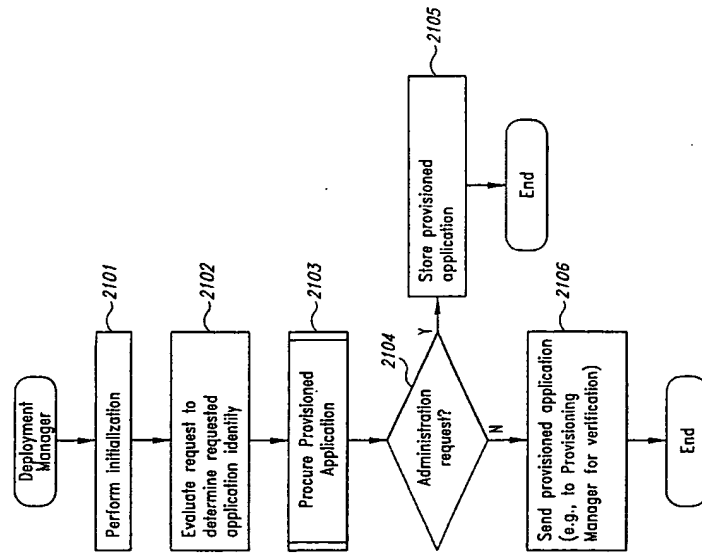 Deployment
Manager
2101
Perform initialization
2102
Evaluate request to
determine requested
application identity
2103
Procure Provisioned
Application
2104
Administration
request?
Y
2105
Store provisioned
application
End
N
2106
Send provisioned application
(e.g., to Provisioning
Manager for verification)
End